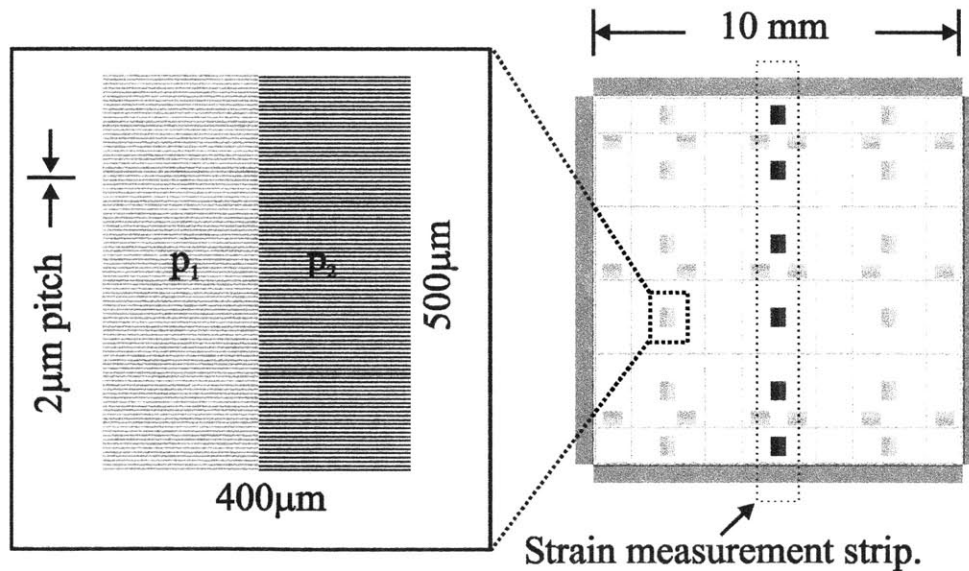 10 mm
2μm pitch
p₁
p₂
500μm
400μm
Strain measurement strip.